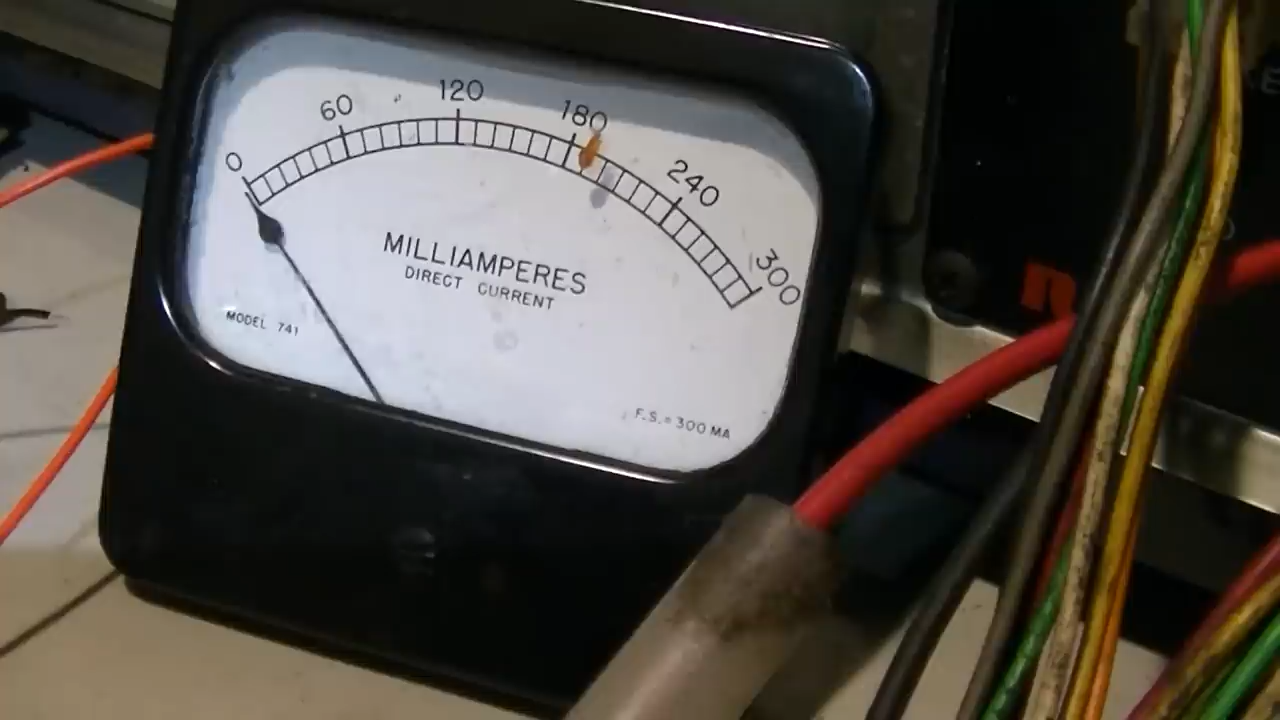 0 60 120 180 240 300
MILLIAMPERES
DIRECT CURRENT
MODEL 741
F.S. = 300 MA